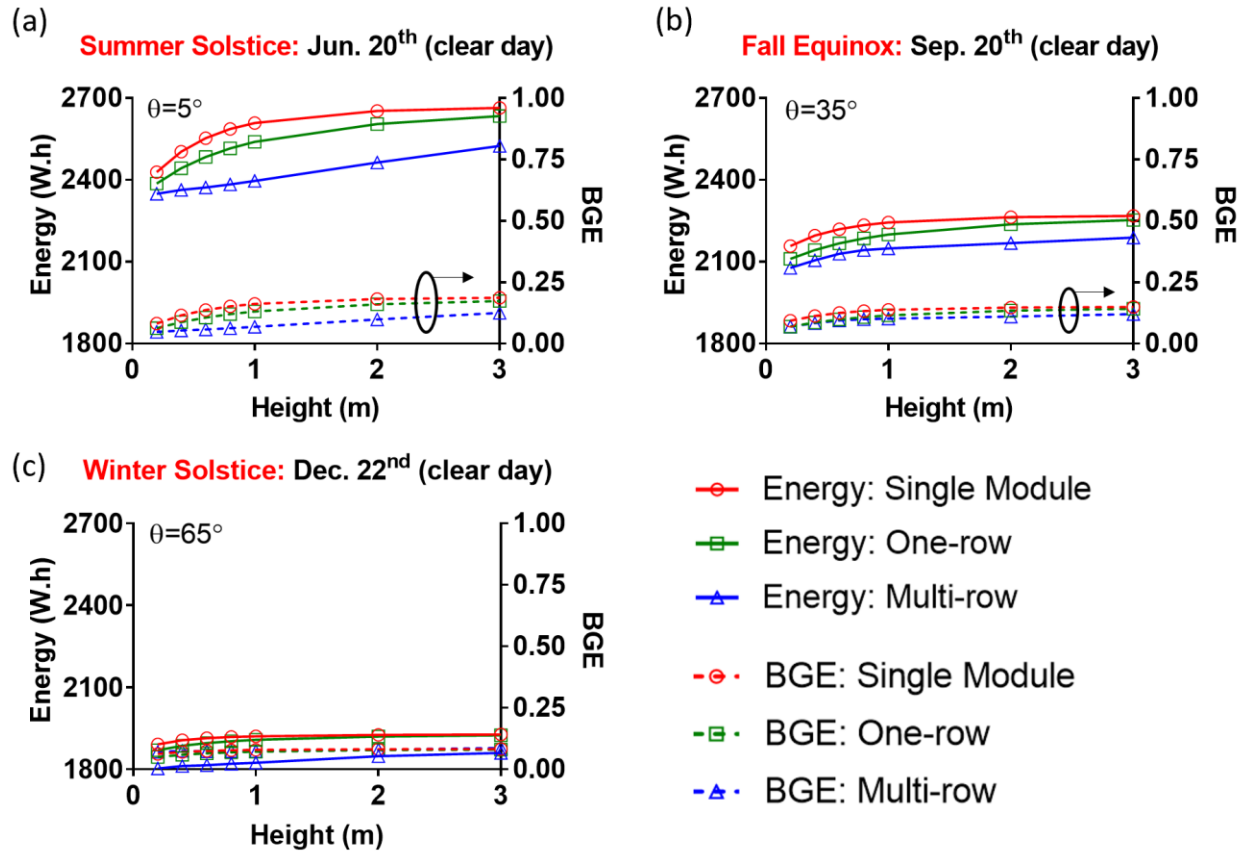 (a)
Summer Solstice: Jun. 20th (clear day)
θ=5°
2700
2400
2100
1800
Energy (W.h)
1.00
0.75
0.50
0.25
0.00
BGE
0 1 2 3
Height (m)
(b)
Fall Equinox: Sep. 20th (clear day)
θ=35°
2700
2400
2100
1800
Energy (W.h)
1.00
0.75
0.50
0.25
0.00
BGE
0 1 2 3
Height (m)
(c)
Winter Solstice: Dec. 22nd (clear day)
θ=65°
2700
2400
2100
1800
Energy (W.h)
1.00
0.75
0.50
0.25
0.00
BGE
0 1 2 3
Height (m)
Energy: Single Module
Energy: One-row
Energy: Multi-row
BGE: Single Module
BGE: One-row
BGE: Multi-row